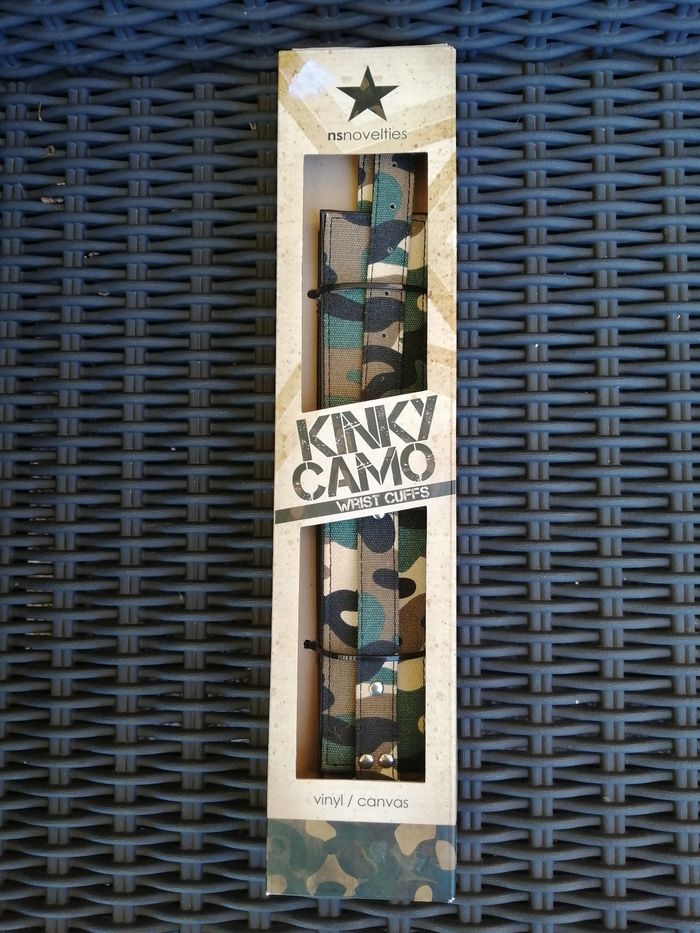 nsnovelties
KINKY
CAMO
WRIST CUFFS
vinyl / canvas